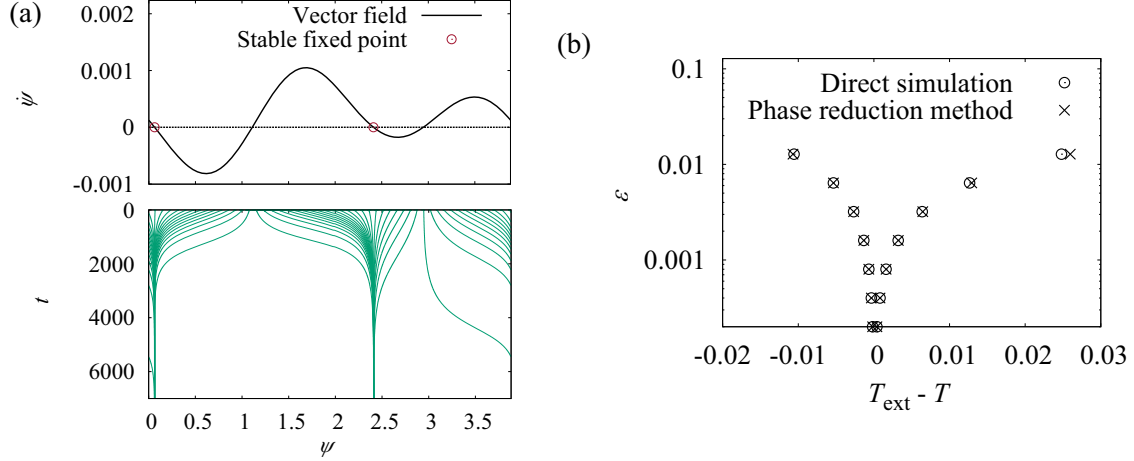 (a)
0.002
0.001
0
-0.001
ψ̇
Vector field
Stable fixed point
0
2000
4000
6000
t
0 0.5 1 1.5 2 2.5 3 3.5
ψ
(b)
0.1
0.01
0.001
ε
Direct simulation
Phase reduction method
-0.02 -0.01 0 0.01 0.02 0.03
T_ext - T